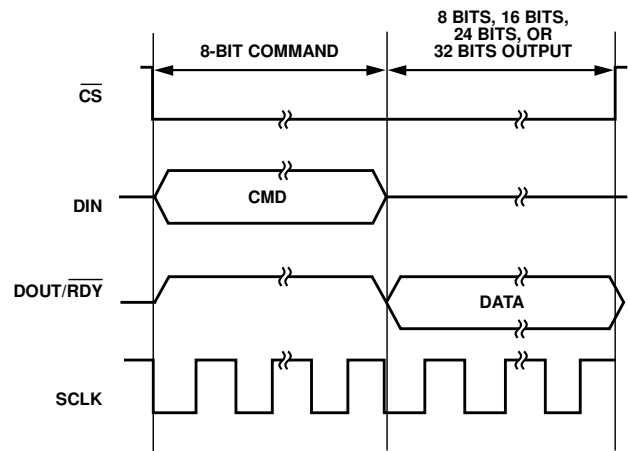 8 BITS, 16 BITS,
24 BITS, OR
32 BITS OUTPUT
8-BIT COMMAND
CS
DIN
CMD
DOUT/RDY
DATA
SCLK